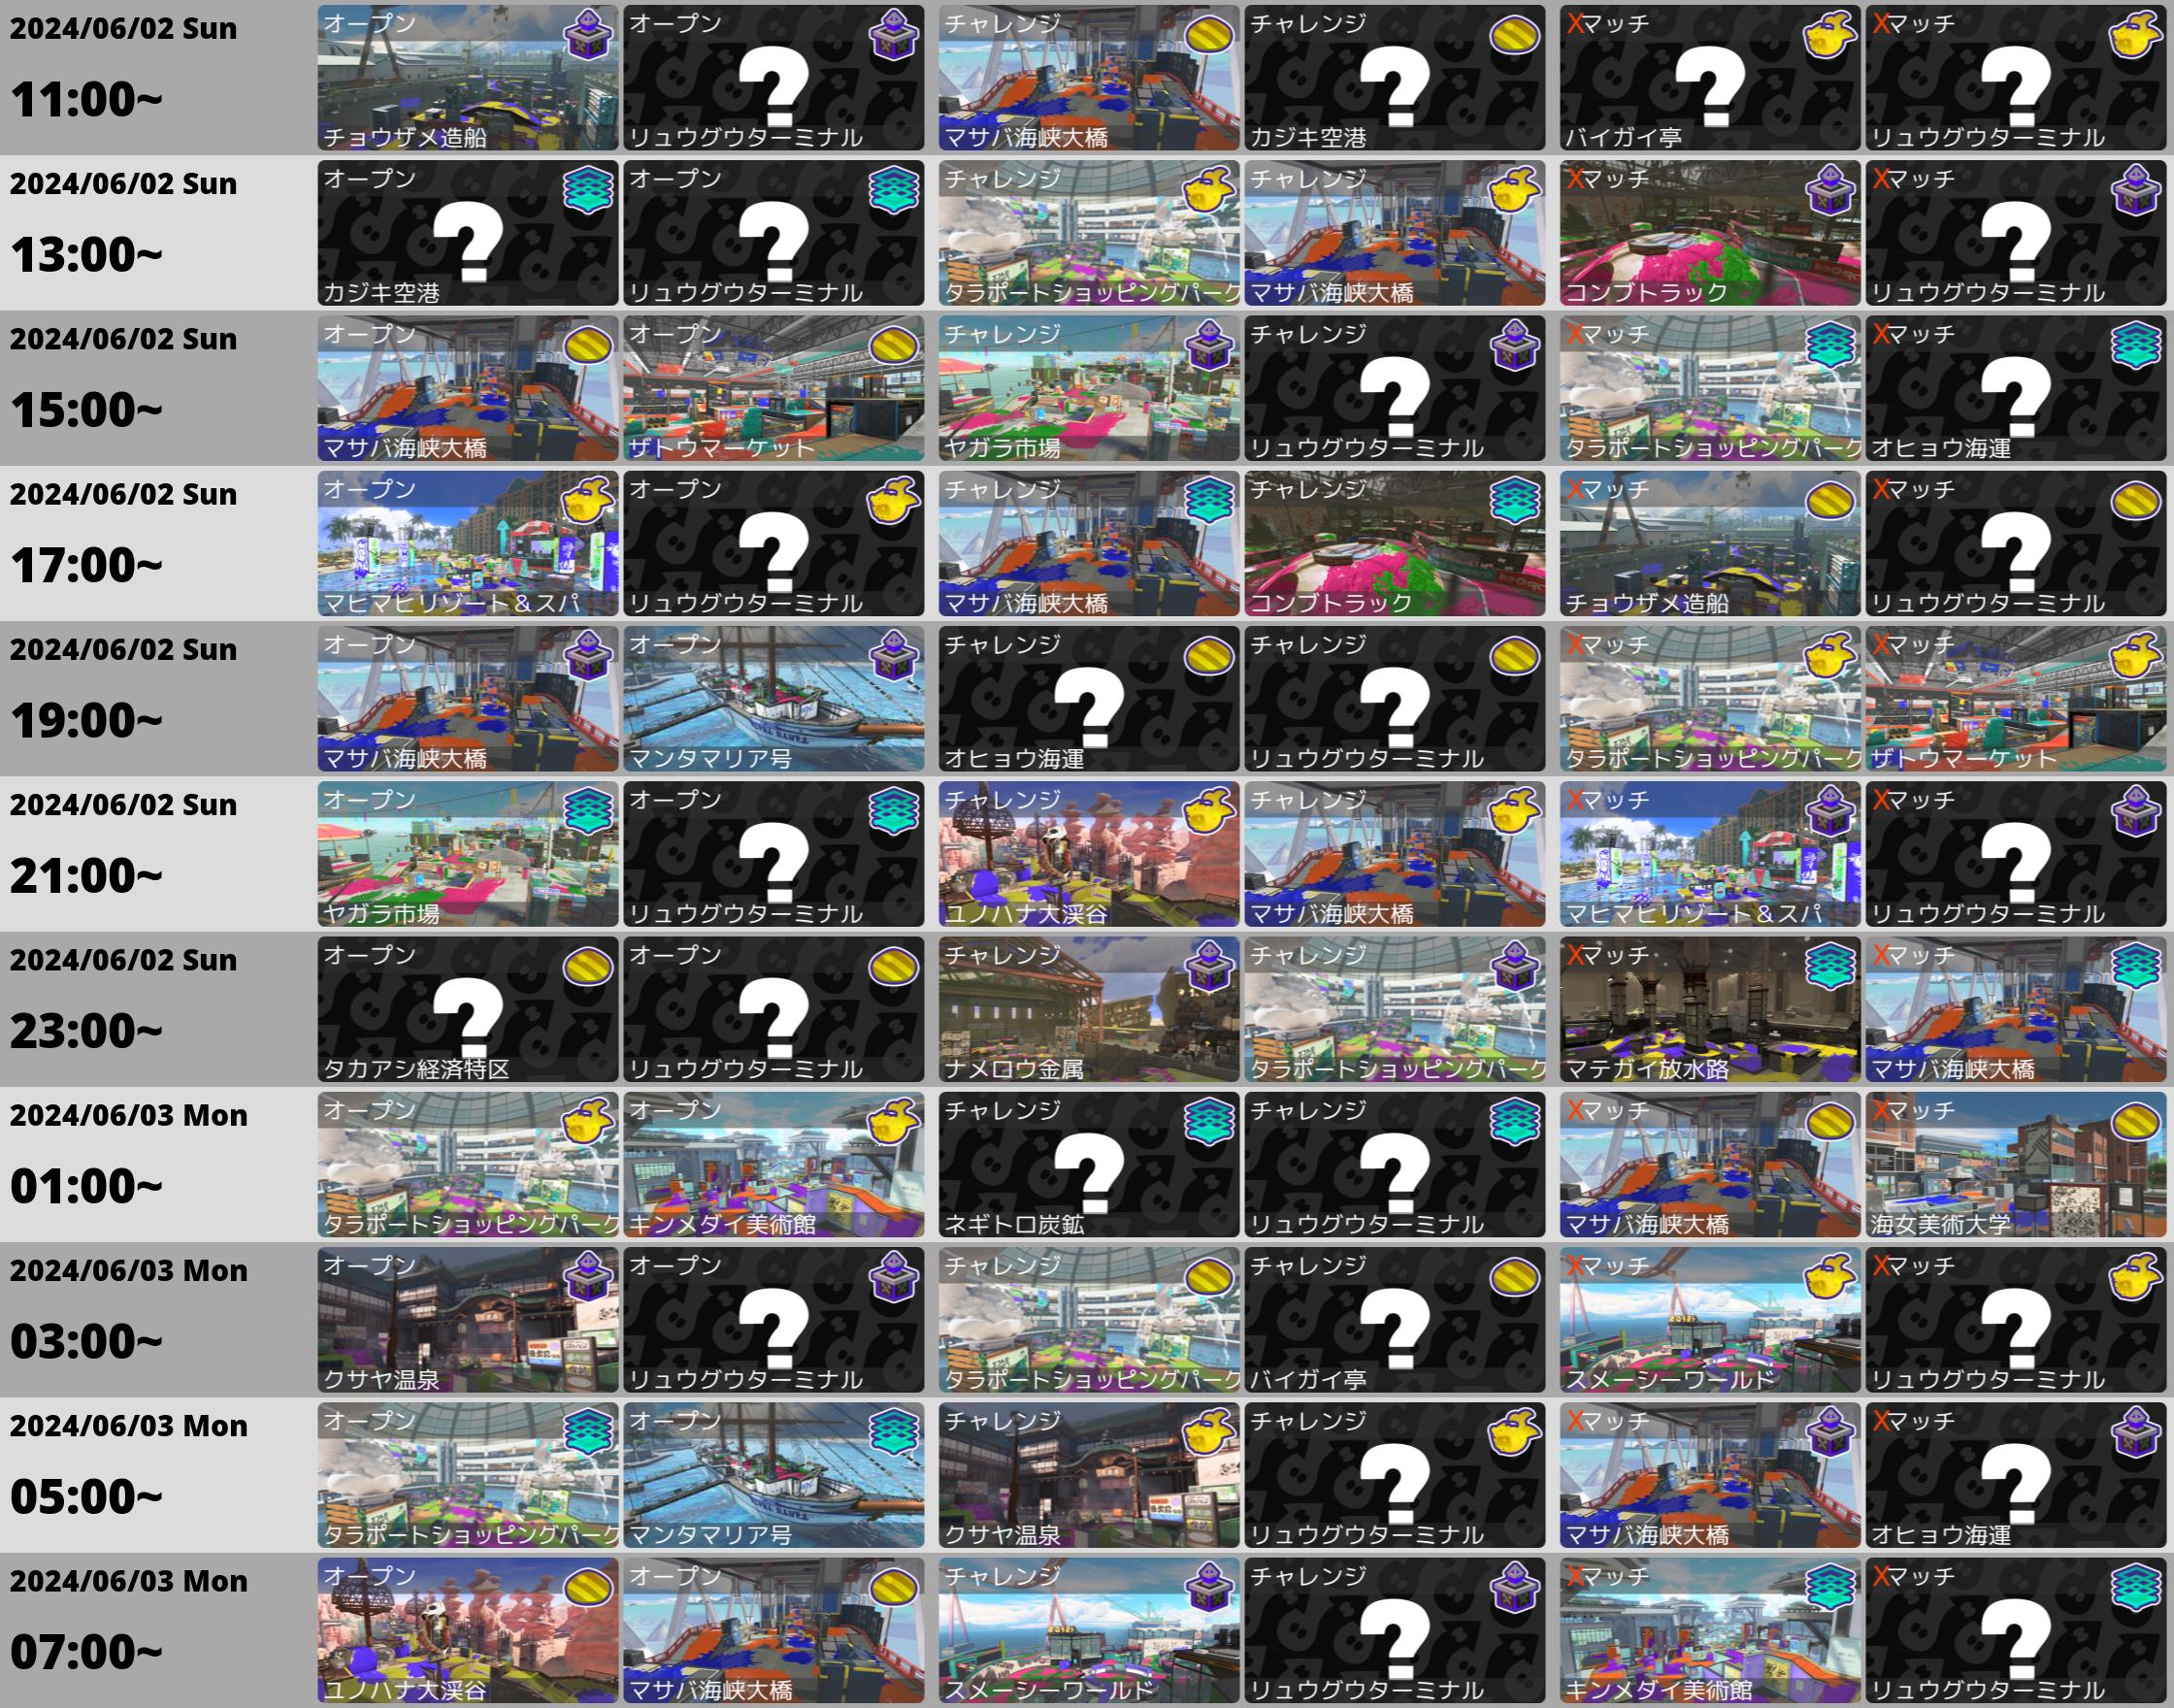 2024/06/02 Sun
11:00~
オープン
チョウザメ造船
オープン
リュウグウターミナル
チャレンジ
マサバ海峡大橋
チャレンジ
カジキ空港
Xマッチ
バイガイ亭
Xマッチ
リュウグウターミナル
2024/06/02 Sun
13:00~
オープン
カジキ空港
オープン
リュウグウターミナル
チャレンジ
タラポートショッピングパーク
チャレンジ
マサバ海峡大橋
Xマッチ
コンブトラック
Xマッチ
リュウグウターミナル
2024/06/02 Sun
15:00~
オープン
マサバ海峡大橋
オープン
ザトウマーケット
チャレンジ
ヤガラ市場
チャレンジ
リュウグウターミナル
Xマッチ
タラポートショッピングパーク
Xマッチ
オヒョウ海運
2024/06/02 Sun
17:00~
オープン
マヒマヒリゾート＆スパ
オープン
リュウグウターミナル
チャレンジ
マサバ海峡大橋
チャレンジ
コンブトラック
Xマッチ
チョウザメ造船
Xマッチ
リュウグウターミナル
2024/06/02 Sun
19:00~
オープン
マサバ海峡大橋
オープン
マンタマリア号
チャレンジ
オヒョウ海運
チャレンジ
リュウグウターミナル
Xマッチ
タラポートショッピングパーク
Xマッチ
ザトウマーケット
2024/06/02 Sun
21:00~
オープン
ヤガラ市場
オープン
リュウグウターミナル
チャレンジ
ユノハナ大渓谷
チャレンジ
マサバ海峡大橋
Xマッチ
マヒマヒリゾート＆スパ
Xマッチ
リュウグウターミナル
2024/06/02 Sun
23:00~
オープン
タカアシ経済特区
オープン
リュウグウターミナル
チャレンジ
ナメロウ金属
チャレンジ
タラポートショッピングパーク
Xマッチ
マテガイ放水路
Xマッチ
マサバ海峡大橋
2024/06/03 Mon
01:00~
オープン
タラポートショッピングパーク
オープン
キンメダイ美術館
チャレンジ
ネギトロ炭鉱
チャレンジ
リュウグウターミナル
Xマッチ
マサバ海峡大橋
Xマッチ
海女美術大学
2024/06/03 Mon
03:00~
オープン
クサヤ温泉
オープン
リュウグウターミナル
チャレンジ
タラポートショッピングパーク
チャレンジ
バイガイ亭
Xマッチ
スメーシーワールド
Xマッチ
リュウグウターミナル
2024/06/03 Mon
05:00~
オープン
タラポートショッピングパーク
オープン
マンタマリア号
チャレンジ
クサヤ温泉
チャレンジ
リュウグウターミナル
Xマッチ
マサバ海峡大橋
Xマッチ
オヒョウ海運
2024/06/03 Mon
07:00~
オープン
ユノハナ大渓谷
オープン
マサバ海峡大橋
チャレンジ
スメーシーワールド
チャレンジ
リュウグウターミナル
Xマッチ
キンメダイ美術館
Xマッチ
リュウグウターミナル